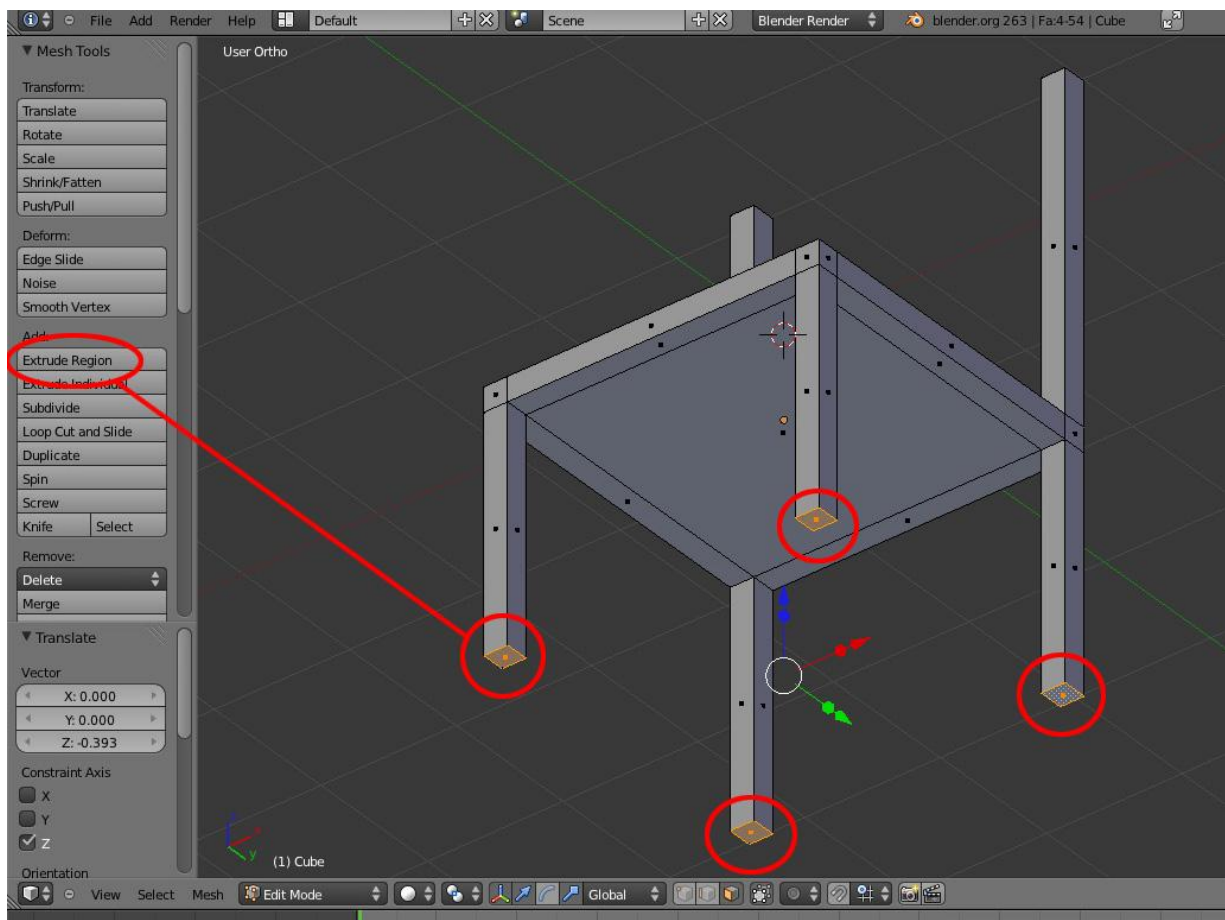 File Add Render Help Default Scene Blender Render blender.org 263 | Fa:4-54 | Cube
Mesh Tools
User Ortho
Transform:
Translate
Rotate
Scale
Shrink/Fatten
Push/Pull
Deform:
Edge Slide
Noise
Smooth Vertex
Add:
Extrude Region
Extrude Individual
Subdivide
Loop Cut and Slide
Duplicate
Spin
Screw
Knife Select
Remove:
Delete
Merge
Translate
Vector
X: 0.000
Y: 0.000
Z: -0.393
Constraint Axis
X
Y
Z
Orientation
z
x
y
(1) Cube
View Select Mesh Edit Mode Global